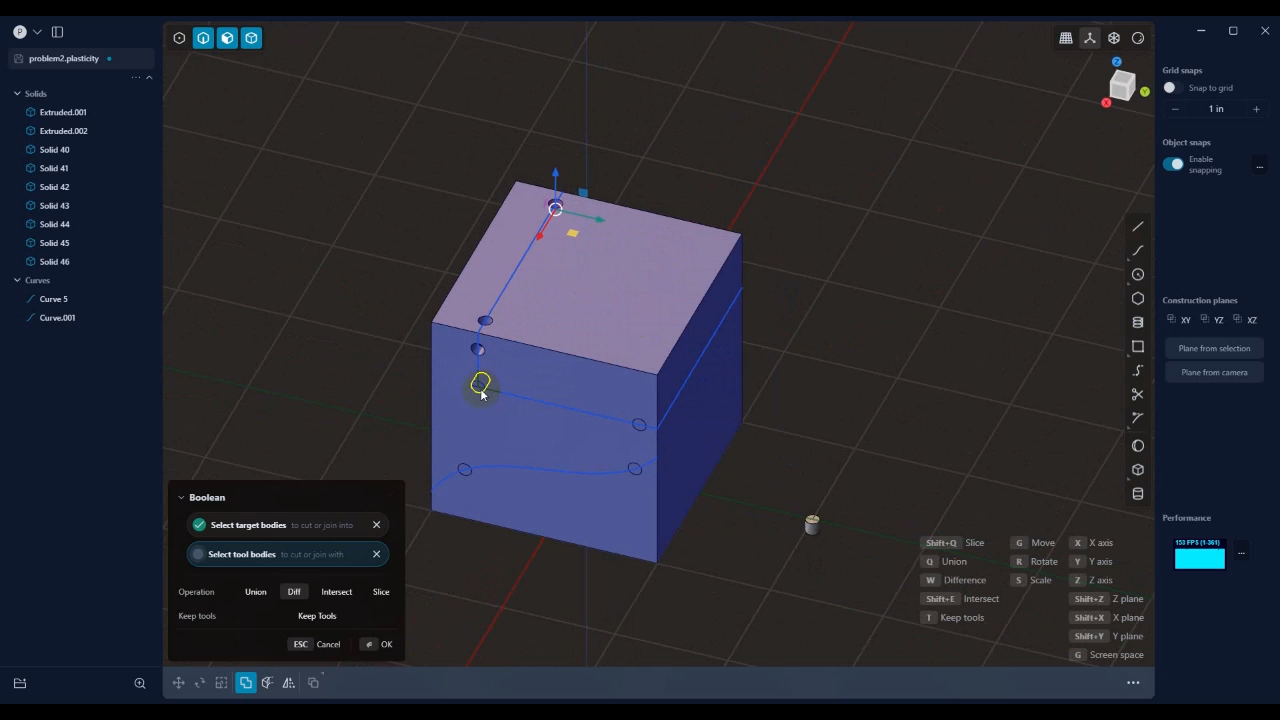 P
problem2.plasticity
Solids
Extruded.001
Extruded.002
Solid 40
Solid 41
Solid 42
Solid 43
Solid 44
Solid 45
Solid 46
Curves
Curve 5
Curve.001
Z
Y
X
Grid snaps
Snap to grid
1 in
Object snaps
Enable
snapping
Construction planes
XY YZ XZ
Plane from selection
Plane from camera
Performance
153 FPS (1-361)
Boolean
Select target bodies to cut or join into
Select tool bodies to cut or join with
Operation Union Diff Intersect Slice
Keep tools Keep Tools
ESC Cancel OK
Shift+Q Slice G Move X X axis
Q Union R Rotate Y Y axis
W Difference S Scale Z Z axis
Shift+E Intersect Shift+Z Z plane
T Keep tools Shift+X X plane
Shift+Y Y plane
G Screen space